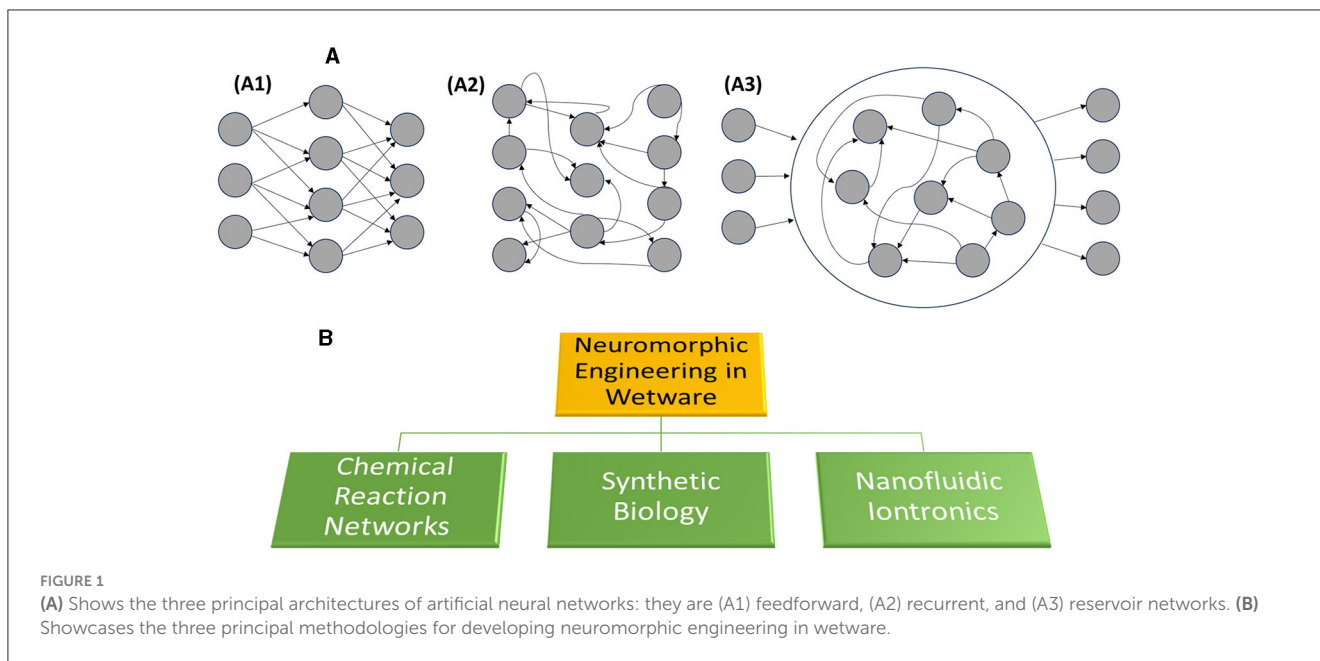 A
(A1)
(A2)
(A3)
B
Neuromorphic
Engineering in
Wetware
Chemical
Reaction
Networks
Synthetic
Biology
Nanofluidic
Iontronics
FIGURE 1
(A) Shows the three principal architectures of artificial neural networks: they are (A1) feedforward, (A2) recurrent, and (A3) reservoir networks. (B)
Showcases the three principal methodologies for developing neuromorphic engineering in wetware.